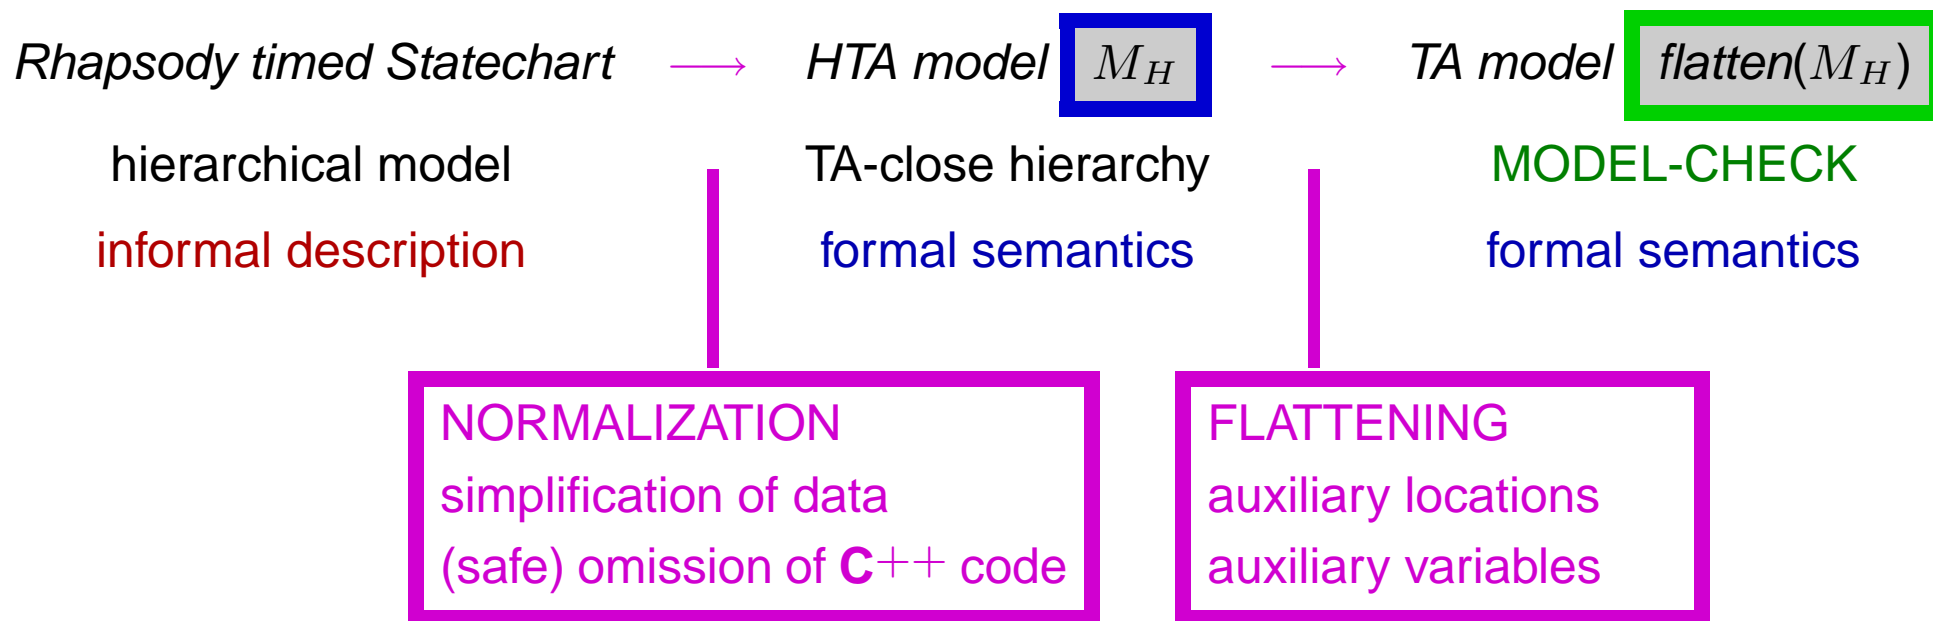 Rhapsody timed Statechart ⟶ HTA model M_H ⟶ TA model flatten(M_H)
hierarchical model TA-close hierarchy MODEL-CHECK
informal description formal semantics formal semantics
NORMALIZATION
simplification of data
(safe) omission of C++ code
FLATTENING
auxiliary locations
auxiliary variables